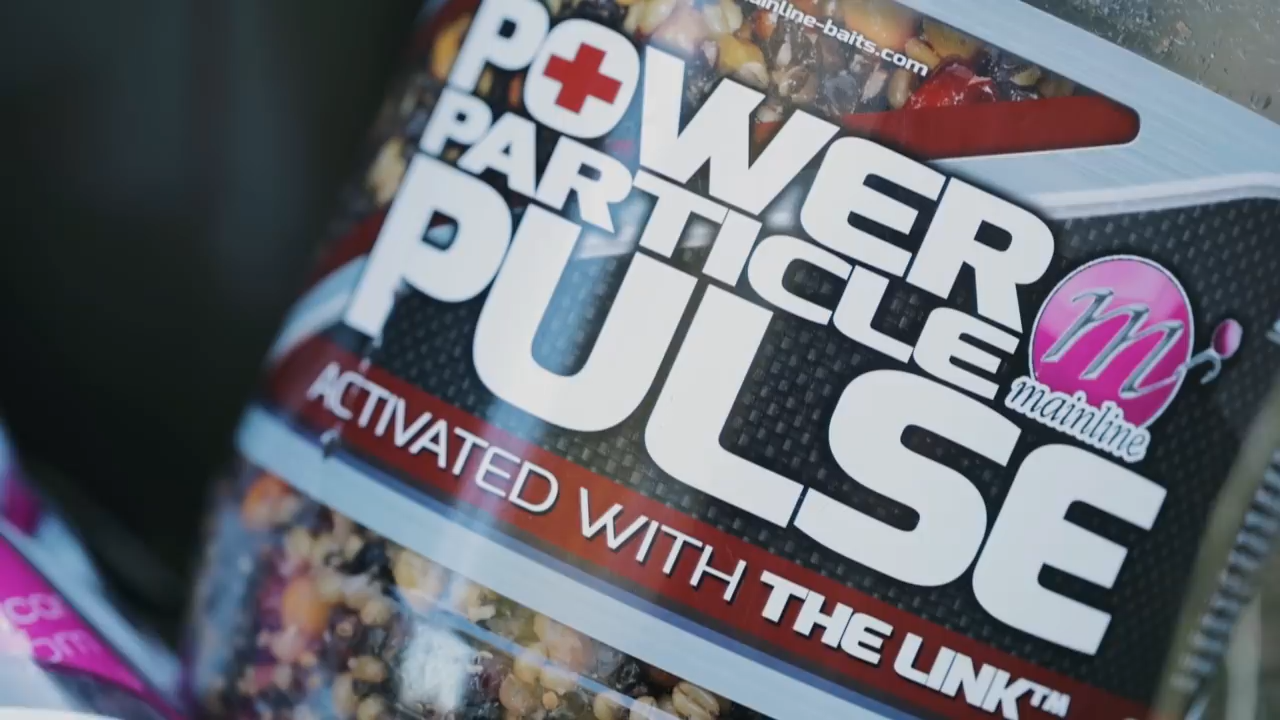 mainline-baits.com
POWER
PARTICLE
PULSE
mainline
ACTIVATED WITH THE LINK™